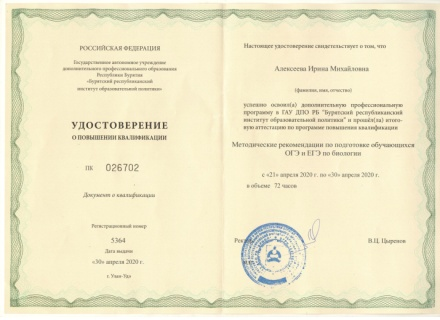 РОССИЙСКАЯ ФЕДЕРАЦИЯ
Государственное автономное учреждение
дополнительного профессионального образования
Республики Бурятия
«Бурятский республиканский
институт образовательной политики»
УДОСТОВЕРЕНИЕ
О ПОВЫШЕНИИ КВАЛИФИКАЦИИ
ПК 026702
Документ о квалификации
Регистрационный номер
5364
Дата выдачи
«30» апреля 2020 г.
г. Улан-Удэ
Настоящее удостоверение свидетельствует о том, что
Алексеева Ирина Михайловна
(фамилия, имя, отчество)
успешно освоил(а) дополнительную профессиональную
программу в ГАУ ДПО РБ "Бурятский республиканский
институт образовательной политики" и прошёл(ла) итого-
вую аттестацию по программе повышения квалификации
Методические рекомендации по подготовке обучающихся
ОГЭ и ЕГЭ по биологии
с «21» апреля 2020 г. по «30» апреля 2020 г.
в объеме 72 часов
В.Ц. Цыренов